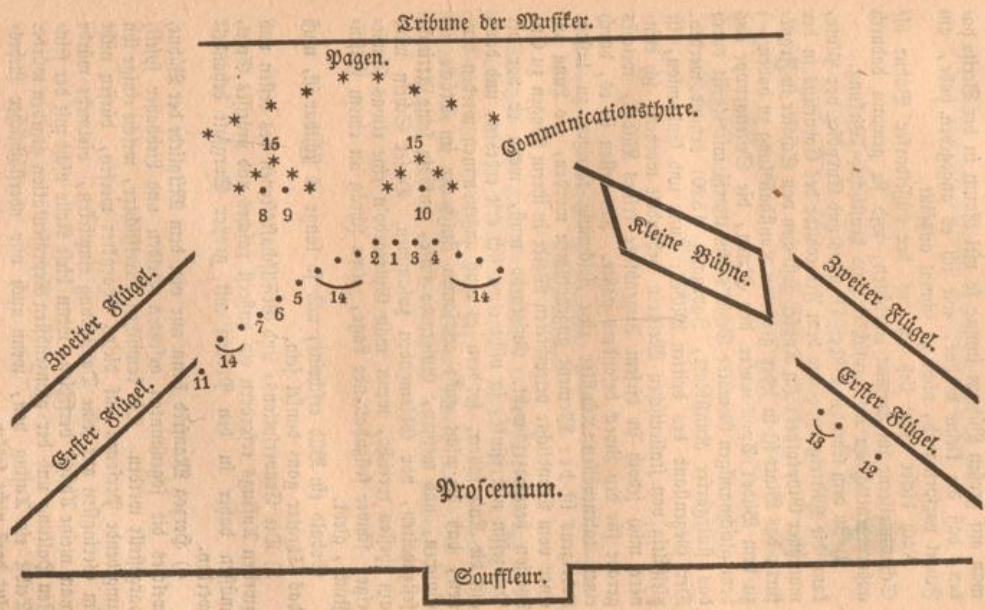 Tribune der Musiker.
Pagen.
Communicationsthüre.
15 15
8 9 10
Kleine Bühne.
2 1 3 4
14 5 6 7 14
14
11
Zweiter Flügel.
Erster Flügel.
Zweiter Flügel.
Erster Flügel.
13
12
Proscenium.
Souffleur.